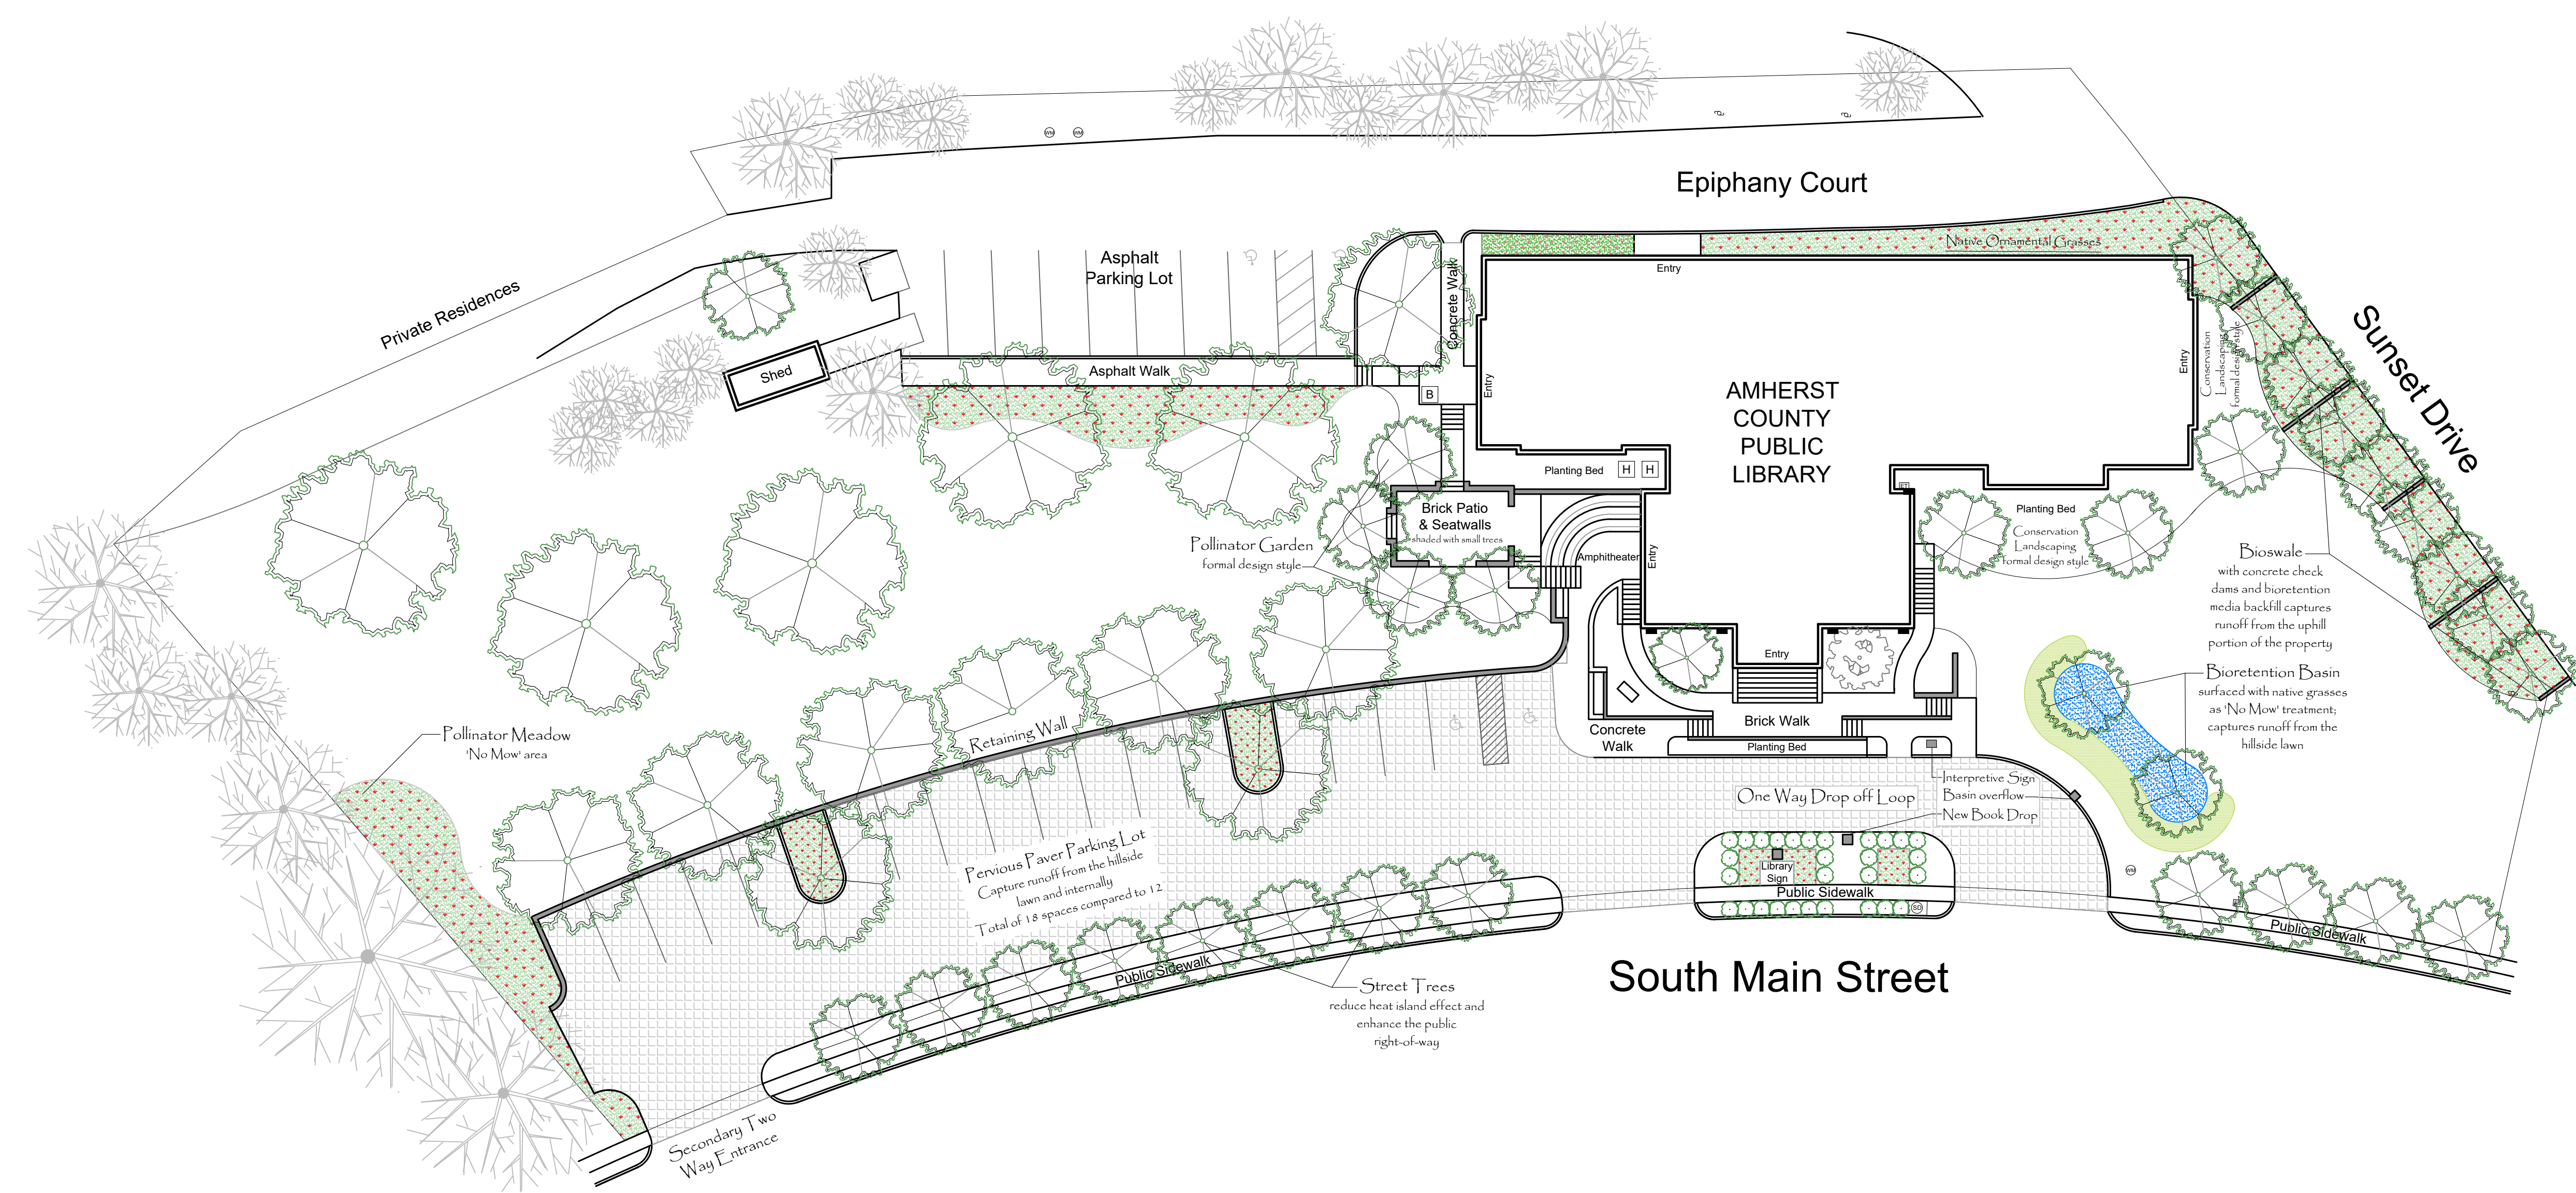 Epiphany Court
WM
WM
Native Ornamental Grasses
Asphalt
Parking Lot
Concrete Walk
Entry
Private Residences
Shed
Asphalt Walk
B
Entry
AMHERST
COUNTY
PUBLIC
LIBRARY
Entry
Conservation
Landscaping
formal design style
Sunset Drive
Planting Bed
H
H
Brick Patio
& Seatwalls
shaded with small trees
Pollinator Garden
formal design style
Amphitheater
Entry
Planting Bed
Conservation
Landscaping
formal design style
Bioswale
with concrete check
dams and bioretention
media backfill captures
runoff from the uphill
portion of the property
Entry
Bioretention Basin
surfaced with native grasses
as 'No Mow' treatment;
captures runoff from the
hillside lawn
Pollinator Meadow
'No Mow' area
Retaining Wall
Concrete
Walk
Brick Walk
Planting Bed
Interpretive Sign
Basin overflow
New Book Drop
One Way Drop off Loop
Pervious Paver Parking Lot
Capture runoff from the hillside
lawn and internally
Total of 18 spaces compared to 12
Library
Sign
Public Sidewalk
SD
WM
Public Sidewalk
Public Sidewalk
Street Trees
reduce heat island effect and
enhance the public
right-of-way
South Main Street
Secondary Two
Way Entrance